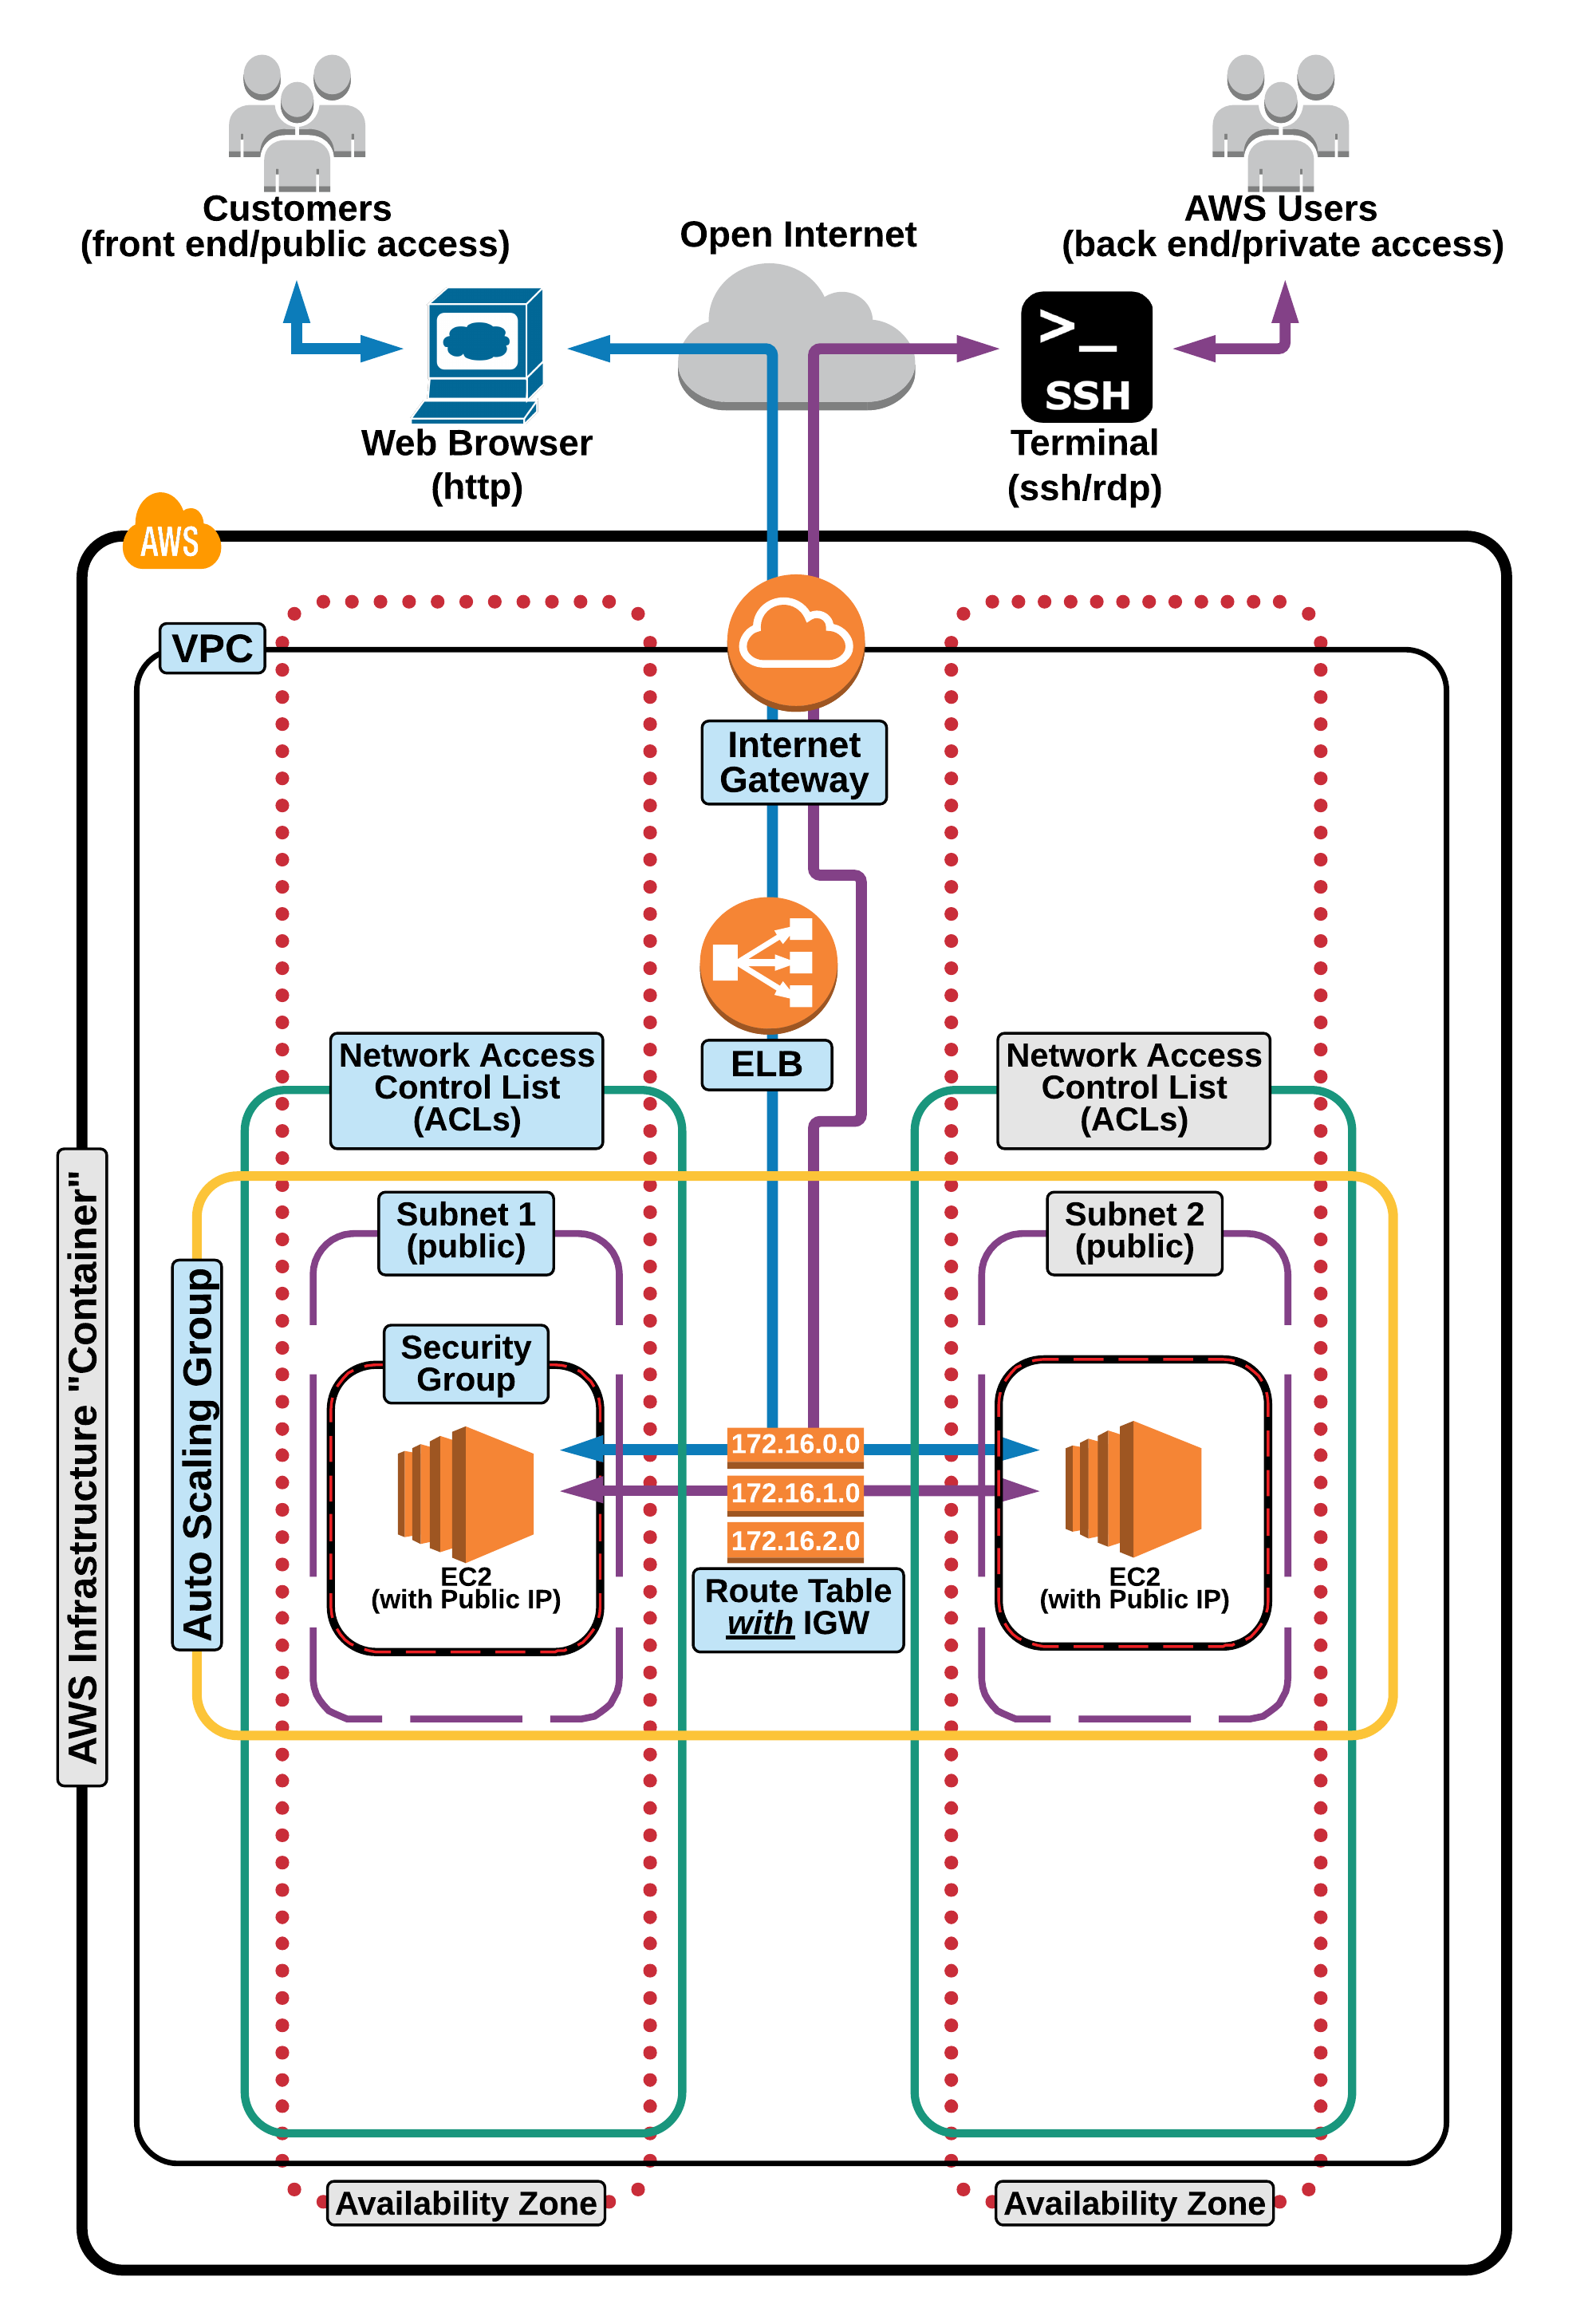 Customers
(front end/public access)
Open Internet
AWS Users
(back end/private access)
>_
SSH
Web Browser
(http)
Terminal
(ssh/rdp)
AWS
VPC
Internet
Gateway
ELB
Network Access
Control List
(ACLs)
Network Access
Control List
(ACLs)
AWS Infrastructure "Container"
Auto Scaling Group
Subnet 1
(public)
Subnet 2
(public)
Security
Group
172.16.0.0
172.16.1.0
172.16.2.0
EC2
(with Public IP)
Route Table
with IGW
EC2
(with Public IP)
Availability Zone
Availability Zone